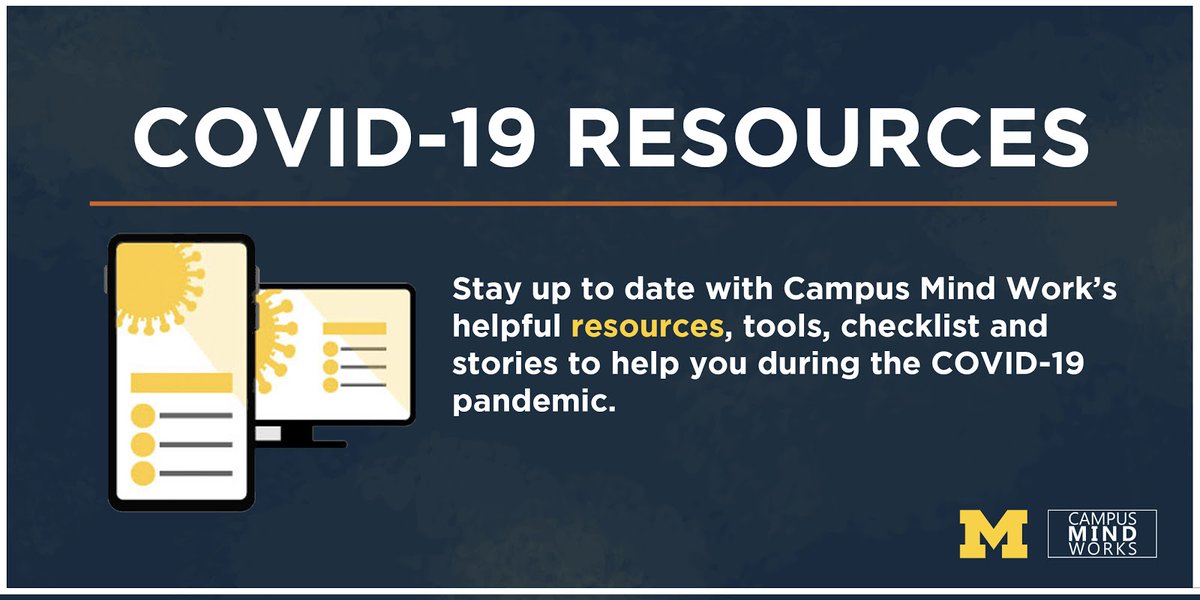 COVID-19 RESOURCES
Stay up to date with Campus Mind Work’s
helpful resources, tools, checklist and
stories to help you during the COVID-19
pandemic.
M
CAMPUS
MIND
WORKS